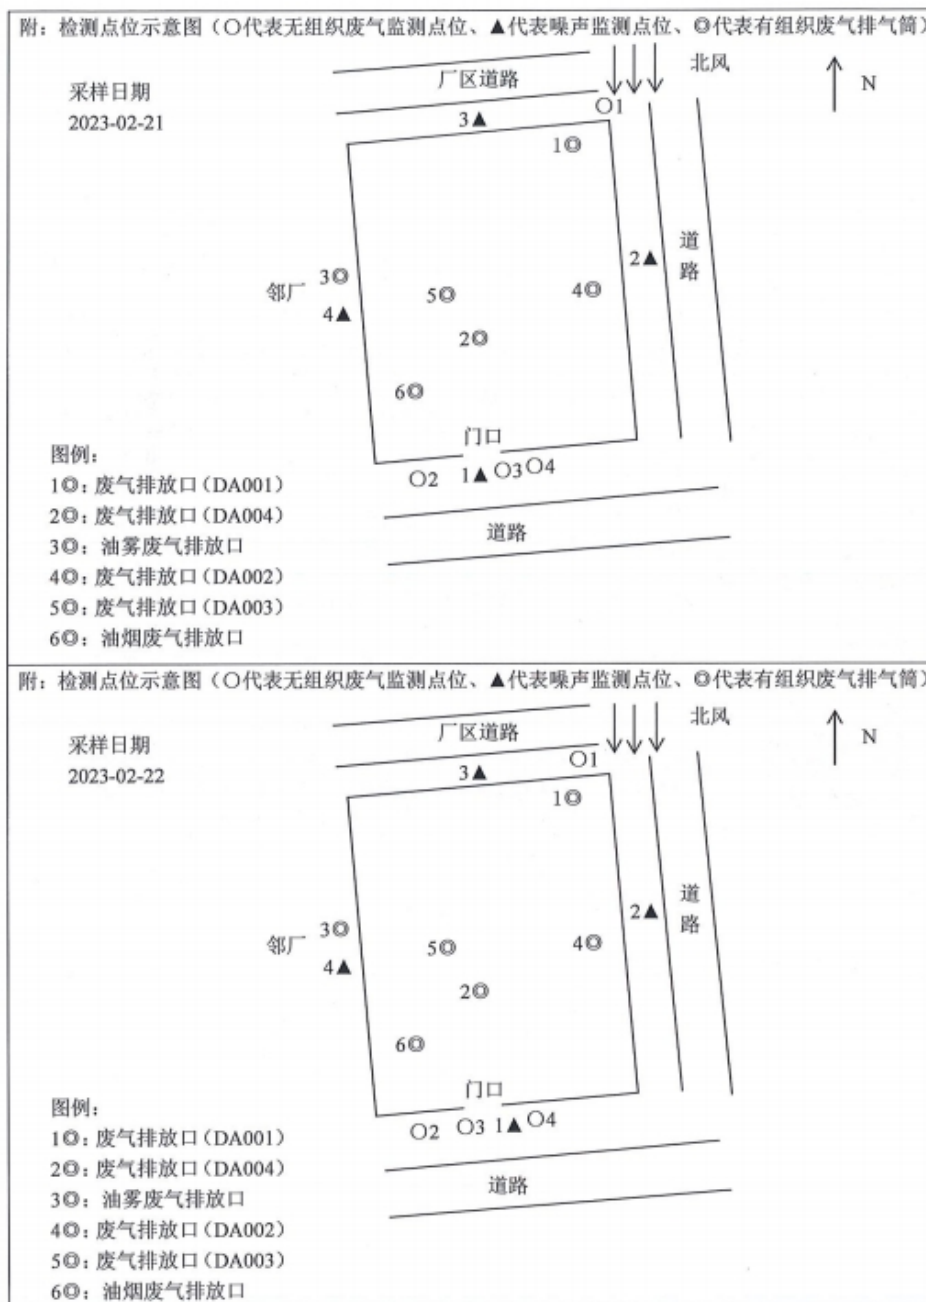 附：检测点位示意图（〇代表无组织废气监测点位、▲代表噪声监测点位、◎代表有组织废气排气筒）
北风
厂区道路
N
采样日期
2023-02-21
〇1
3▲
1◎
道路
2▲
3◎
邻厂
5◎
4◎
4▲
2◎
6◎
门口
图例：
〇2 1▲ 〇3 〇4
1◎：废气排放口（DA001）
2◎：废气排放口（DA004）
道路
3◎：油雾废气排放口
4◎：废气排放口（DA002）
5◎：废气排放口（DA003）
6◎：油烟废气排放口
附：检测点位示意图（〇代表无组织废气监测点位、▲代表噪声监测点位、◎代表有组织废气排气筒）
北风
厂区道路
N
采样日期
2023-02-22
〇1
3▲
1◎
道路
2▲
3◎
邻厂
5◎
4◎
4▲
2◎
6◎
门口
图例：
〇2 〇3 1▲ 〇4
1◎：废气排放口（DA001）
2◎：废气排放口（DA004）
道路
3◎：油雾废气排放口
4◎：废气排放口（DA002）
5◎：废气排放口（DA003）
6◎：油烟废气排放口